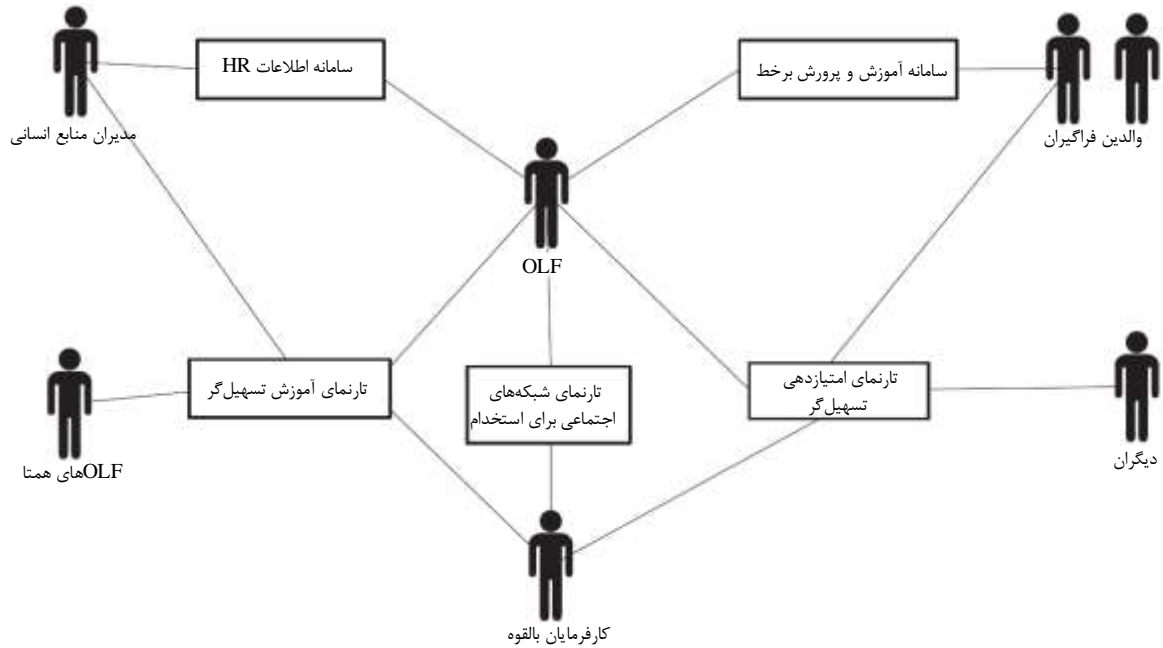 سامانه اطلاعات HR
سامانه آموزش و پرورش برخط
مدیران منابع انسانی
والدین فراگیران
OLF
تارنمای آموزش تسهیل‌گر
تارنمای شبکه‌های
اجتماعی برای استخدام
تارنمای امتیازدهی
تسهیل‌گر
OLFهای همتا
دیگران
کارفرمایان بالقوه